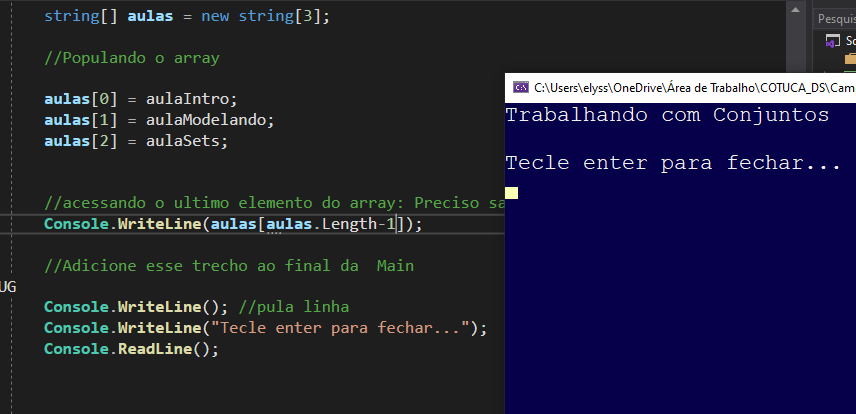 string[] aulas = new string[3];
//Populando o array
aulas[0] = aulaIntro;
aulas[1] = aulaModelando;
aulas[2] = aulaSets;
//acessando o ultimo elemento do array: Preciso
Console.WriteLine(aulas[aulas.Length-1]);
//Adicione esse trecho ao final da  Main
UG
Console.WriteLine(); //pula linha
Console.WriteLine("Tecle enter para fechar...");
Console.ReadLine();
C:\Users\elyss\OneDrive\Área de Trabalho\COTUCA_DS\Cam
Trabalhando com Conjuntos
Tecle enter para fechar...
Pesquis